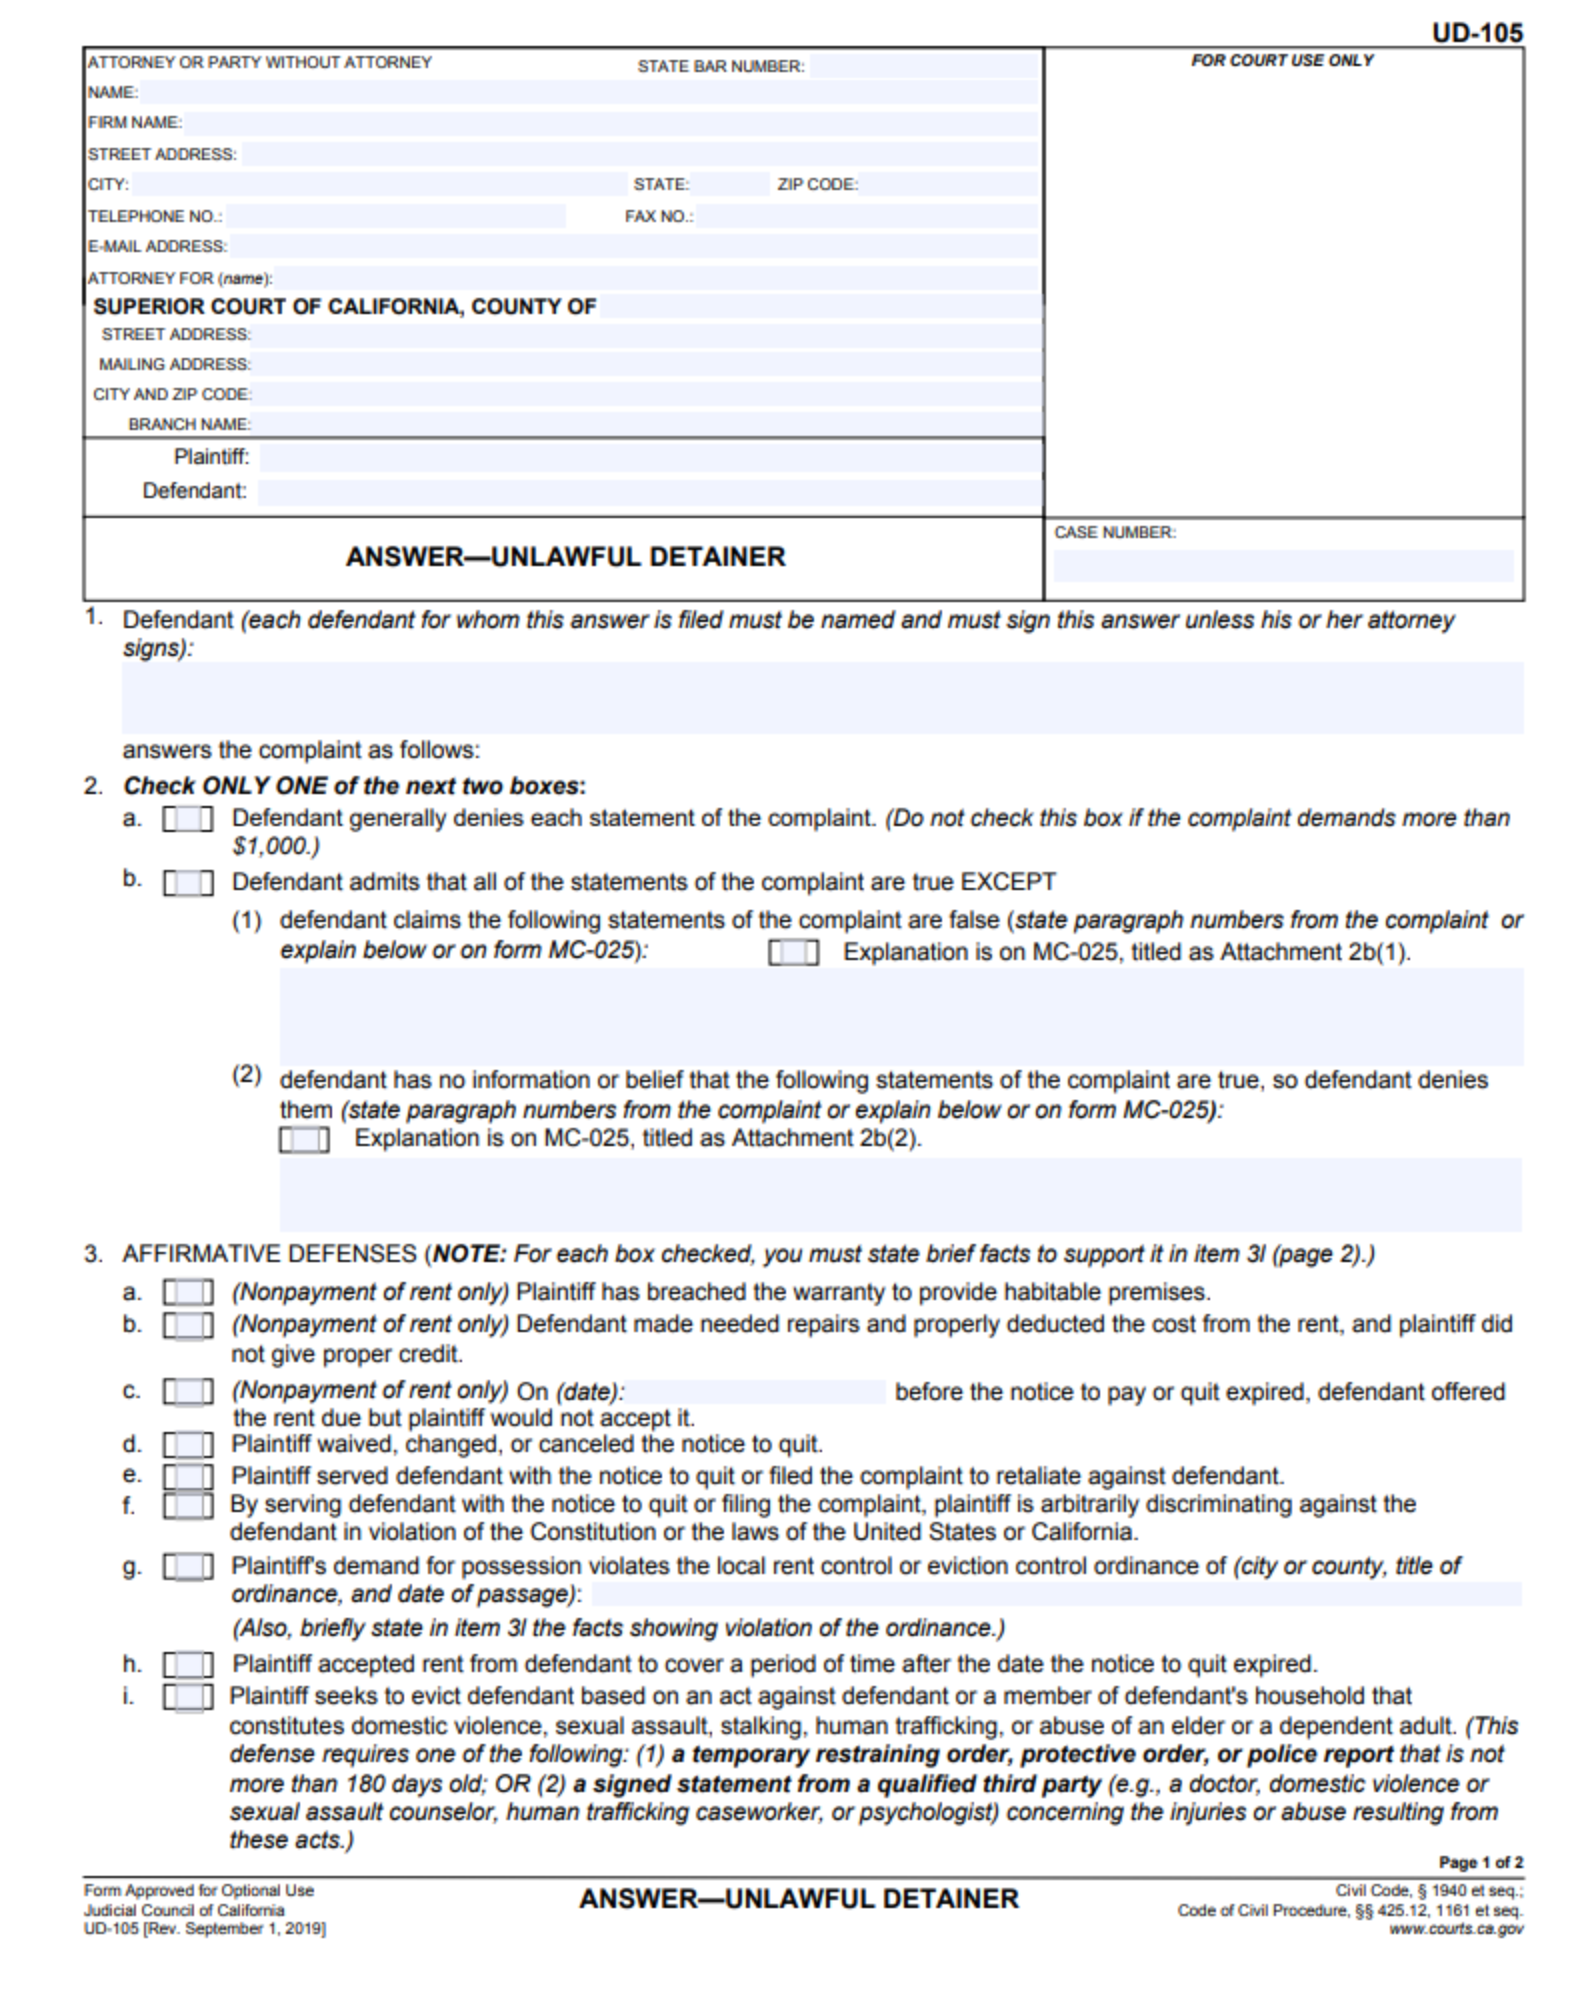 UD-105
ATTORNEY OR PARTY WITHOUT ATTORNEY STATE BAR NUMBER:
NAME:
FIRM NAME:
STREET ADDRESS:
CITY: STATE: ZIP CODE:
TELEPHONE NO.: FAX NO.:
E-MAIL ADDRESS:
ATTORNEY FOR (name):
FOR COURT USE ONLY
SUPERIOR COURT OF CALIFORNIA, COUNTY OF
STREET ADDRESS:
MAILING ADDRESS:
CITY AND ZIP CODE:
BRANCH NAME:
Plaintiff:
Defendant:
ANSWER—UNLAWFUL DETAINER
CASE NUMBER:
1. Defendant (each defendant for whom this answer is filed must be named and must sign this answer unless his or her attorney
signs):
answers the complaint as follows:
2. Check ONLY ONE of the next two boxes:
a. Defendant generally denies each statement of the complaint. (Do not check this box if the complaint demands more than
$1,000.)
b. Defendant admits that all of the statements of the complaint are true EXCEPT
(1) defendant claims the following statements of the complaint are false (state paragraph numbers from the complaint or
explain below or on form MC-025): Explanation is on MC-025, titled as Attachment 2b(1).
(2) defendant has no information or belief that the following statements of the complaint are true, so defendant denies
them (state paragraph numbers from the complaint or explain below or on form MC-025):
Explanation is on MC-025, titled as Attachment 2b(2).
3. AFFIRMATIVE DEFENSES (NOTE: For each box checked, you must state brief facts to support it in item 3l (page 2).)
a. (Nonpayment of rent only) Plaintiff has breached the warranty to provide habitable premises.
b. (Nonpayment of rent only) Defendant made needed repairs and properly deducted the cost from the rent, and plaintiff did
not give proper credit.
c. (Nonpayment of rent only) On (date): before the notice to pay or quit expired, defendant offered
the rent due but plaintiff would not accept it.
d. Plaintiff waived, changed, or canceled the notice to quit.
e. Plaintiff served defendant with the notice to quit or filed the complaint to retaliate against defendant.
f. By serving defendant with the notice to quit or filing the complaint, plaintiff is arbitrarily discriminating against the
defendant in violation of the Constitution or the laws of the United States or California.
g. Plaintiff's demand for possession violates the local rent control or eviction control ordinance of (city or county, title of
ordinance, and date of passage):
(Also, briefly state in item 3l the facts showing violation of the ordinance.)
h. Plaintiff accepted rent from defendant to cover a period of time after the date the notice to quit expired.
i. Plaintiff seeks to evict defendant based on an act against defendant or a member of defendant's household that
constitutes domestic violence, sexual assault, stalking, human trafficking, or abuse of an elder or a dependent adult. (This
defense requires one of the following: (1) a temporary restraining order, protective order, or police report that is not
more than 180 days old; OR (2) a signed statement from a qualified third party (e.g., a doctor, domestic violence or
sexual assault counselor, human trafficking caseworker, or psychologist) concerning the injuries or abuse resulting from
these acts.)
Page 1 of 2
Form Approved for Optional Use
Judicial Council of California
UD-105 [Rev. September 1, 2019]
ANSWER—UNLAWFUL DETAINER
Civil Code, § 1940 et seq.;
Code of Civil Procedure, §§ 425.12, 1161 et seq.
www.courts.ca.gov